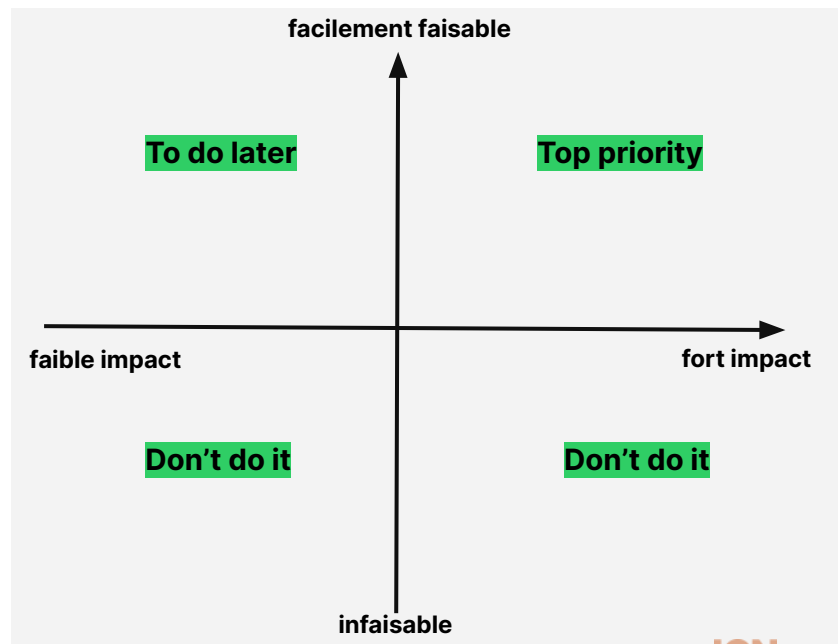 facilement faisable
To do later
Top priority
faible impact
fort impact
Don’t do it
Don’t do it
infaisable